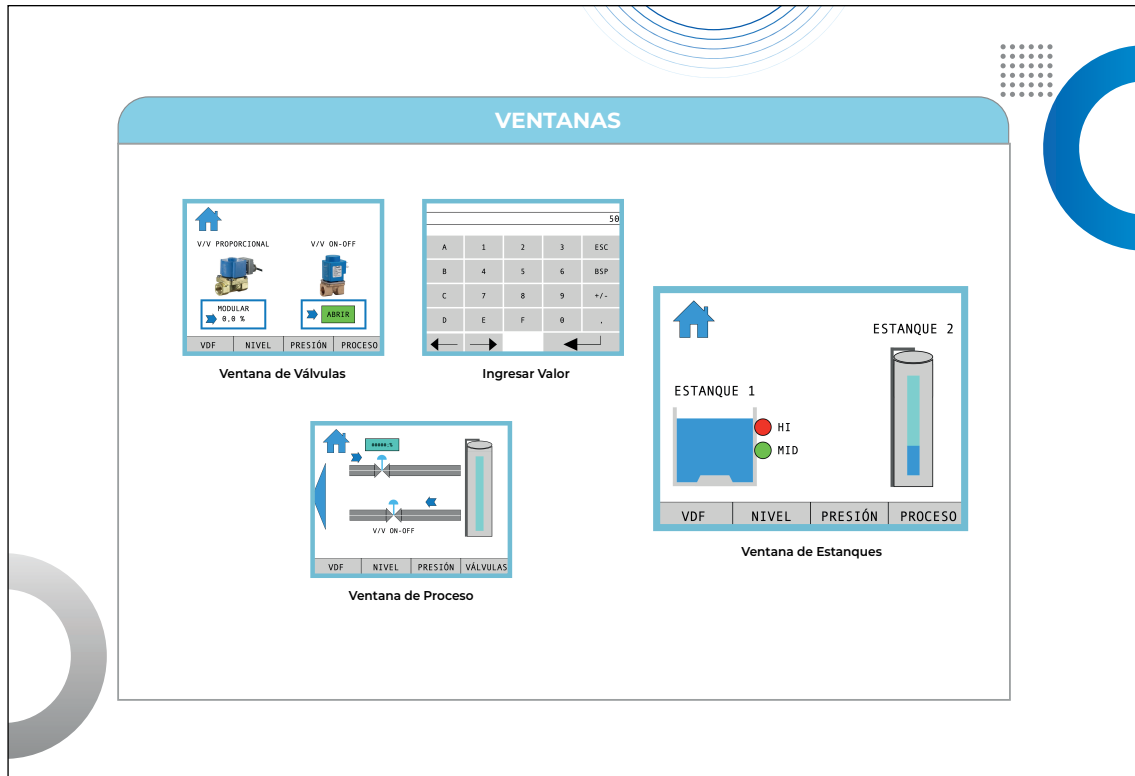 VENTANAS
V/V PROPORCIONAL
V/V ON-OFF
MODULAR
0,0 %
ABRIR
VDF NIVEL PRESIÓN PROCESO
Ventana de Válvulas
50
A 1 2 3 ESC
B 4 5 6 BSP
C 7 8 9 +/-
D E F 0 ,
Ingresar Valor
#####.%
V/V ON-OFF
VDF NIVEL PRESIÓN VÁLVULAS
Ventana de Proceso
ESTANQUE 2
ESTANQUE 1
HI
MID
VDF NIVEL PRESIÓN PROCESO
Ventana de Estanques